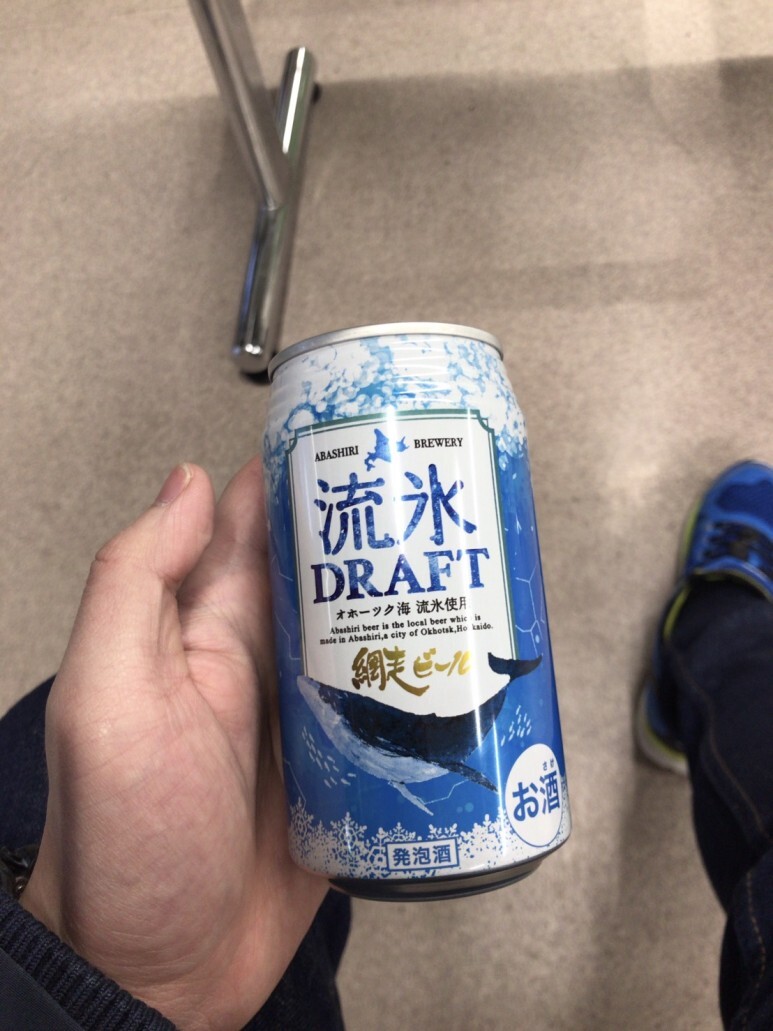 ABASHIRI BREWERY
流氷
DRAFT
オホーツク海 流氷使用
Abashiri beer is the local beer which is
made in Abashiri,a city of Okhotsk,Hokkaido.
網走ビール
さけ
お酒
発泡酒